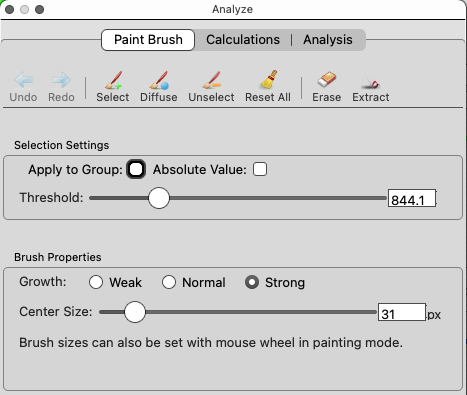 Analyze
Paint Brush Calculations Analysis
Undo Redo Select Diffuse Unselect Reset All Erase Extract
Selection Settings
Apply to Group: Absolute Value:
Threshold: 844.1
Brush Properties
Growth: Weak Normal Strong
Center Size: 31 px
Brush sizes can also be set with mouse wheel in painting mode.